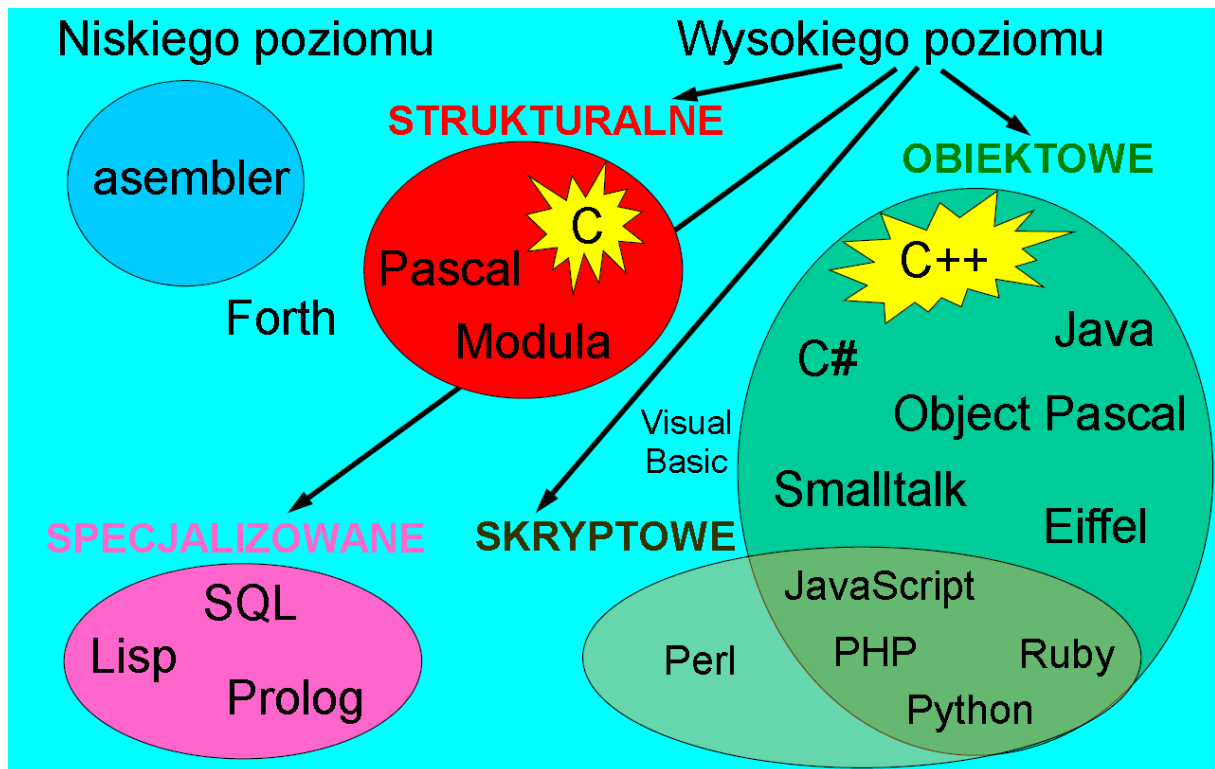 Niskiego poziomu
Wysokiego poziomu
STRUKTURALNE
OBIEKTOWE
asembler
C
C++
Pascal
Forth
Modula
Java
C#
Object Pascal
Visual
Basic
Smalltalk
Eiffel
SPECJALIZOWANE
SKRYPTOWE
SQL
Lisp
Prolog
JavaScript
Perl
PHP
Ruby
Python